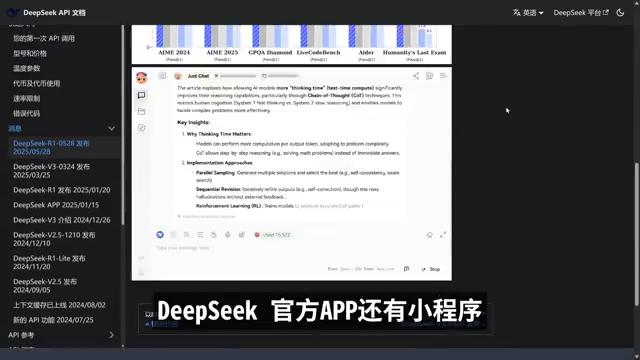 DeepSeek API 文档
英语
DeepSeek 平台
您的第一次 API 调用
型号和价格
温度参数
代币及代币使用
速率限制
错误代码
消息
DeepSeek-R1-0528 发布
2025/05/28
DeepSeek-V3-0324 发布
2025/03/25
DeepSeek-R1 发布 2025/01/20
DeepSeek APP 2025/01/15
DeepSeek-V3 介绍 2024/12/26
DeepSeek-V2.5-1210 发布
2024/12/10
DeepSeek-R1-Lite 发布
2024/11/20
DeepSeek-V2.5 发布
2024/09/05
上下文缓存已上线 2024/08/02
新的 API 功能 2024/07/25
API 参考
AIME 2024
AIME 2025
GPQA Diamond
LiveCodeBench
Aider
Humanity's Last Exam
Just Chat
The article explores how allowing AI models more "thinking time" (test-time compute) significantly
improves their reasoning capabilities, particularly through Chain-of-Thought (CoT) techniques. This
mirrors human cognition (System 1 fast thinking vs. System 2 slow reasoning) and enables models to
tackle complex problems more effectively.
Key Insights:
1. Why Thinking Time Matters:
Models can perform more computation per output token, adapting to problem complexity.
CoT allows step-by-step reasoning (e.g., solving math problems) instead of immediate answers.
2. Implementation Approaches:
Parallel Sampling: Generate multiple solutions and select the best (e.g., self-consistency, beam
search)
Sequential Revision: Iteratively refine outputs (e.g., self-correction), though this risks
hallucinations without external feedback.
Reinforcement Learning (RL): Trains models to
Used 15,972
Type your message here...
Stop
DeepSeek 官方APP还有小程序